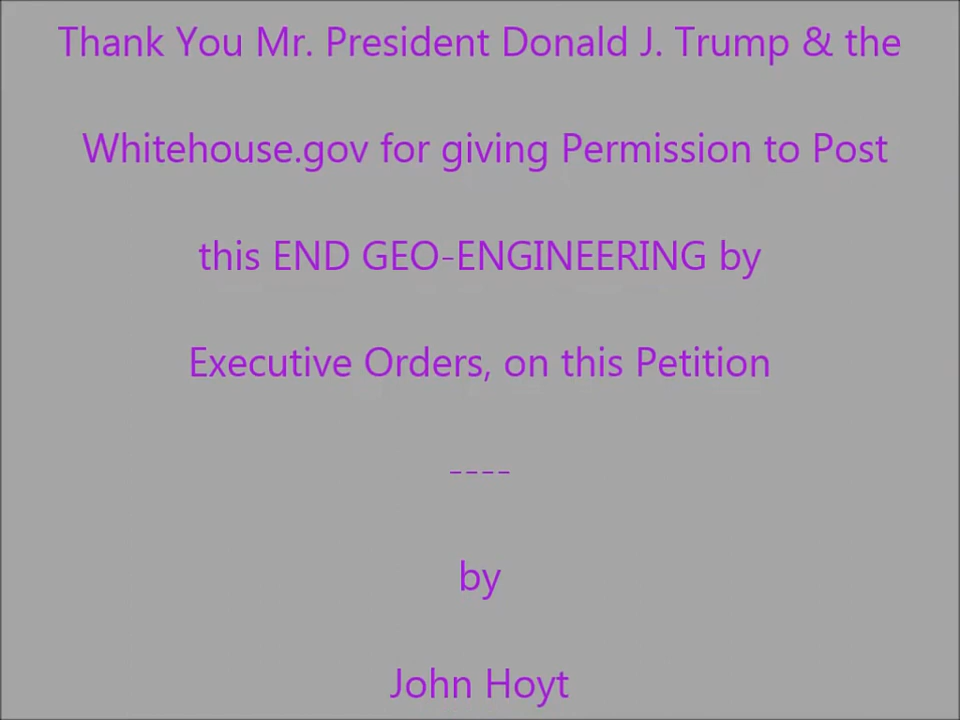 Thank You Mr. President Donald J. Trump & the
Whitehouse.gov for giving Permission to Post
this END GEO-ENGINEERING by
Executive Orders, on this Petition
----
by
John Hoyt